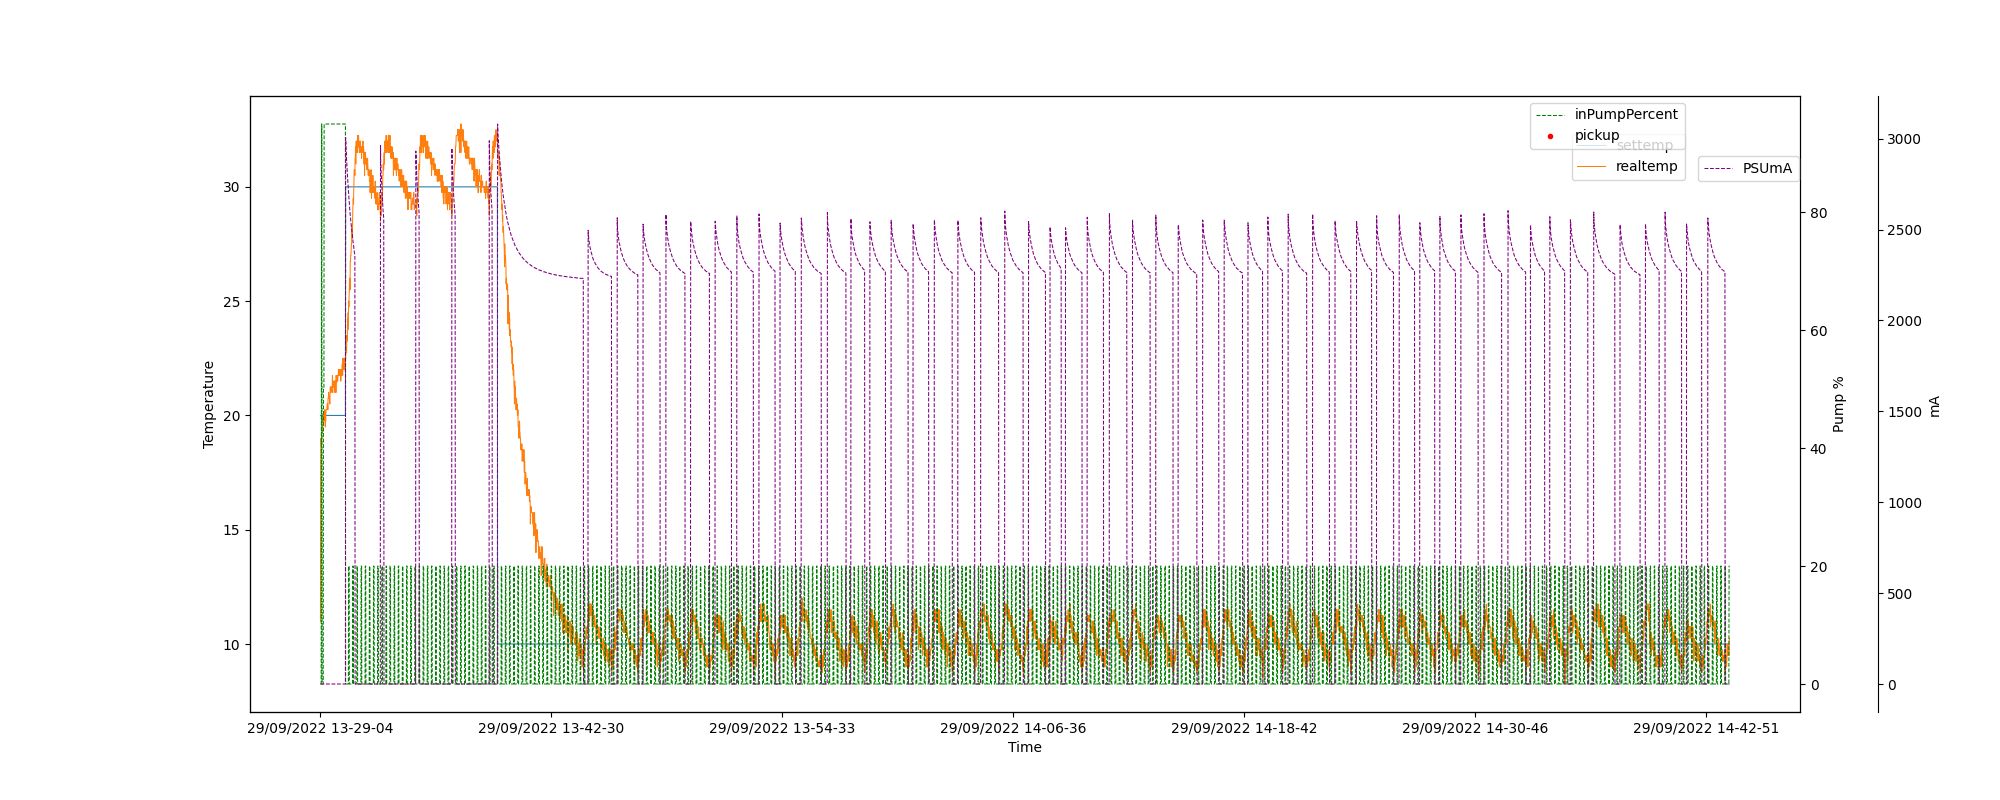 inPumpPercent
pickup
settemp
realtemp
PSUmA
30
25
20
15
10
Temperature
80
60
40
20
0
Pump %
3000
2500
2000
1500
1000
500
0
mA
29/09/2022 13-29-04
29/09/2022 13-42-30
29/09/2022 13-54-33
29/09/2022 14-06-36
29/09/2022 14-18-42
29/09/2022 14-30-46
29/09/2022 14-42-51
Time